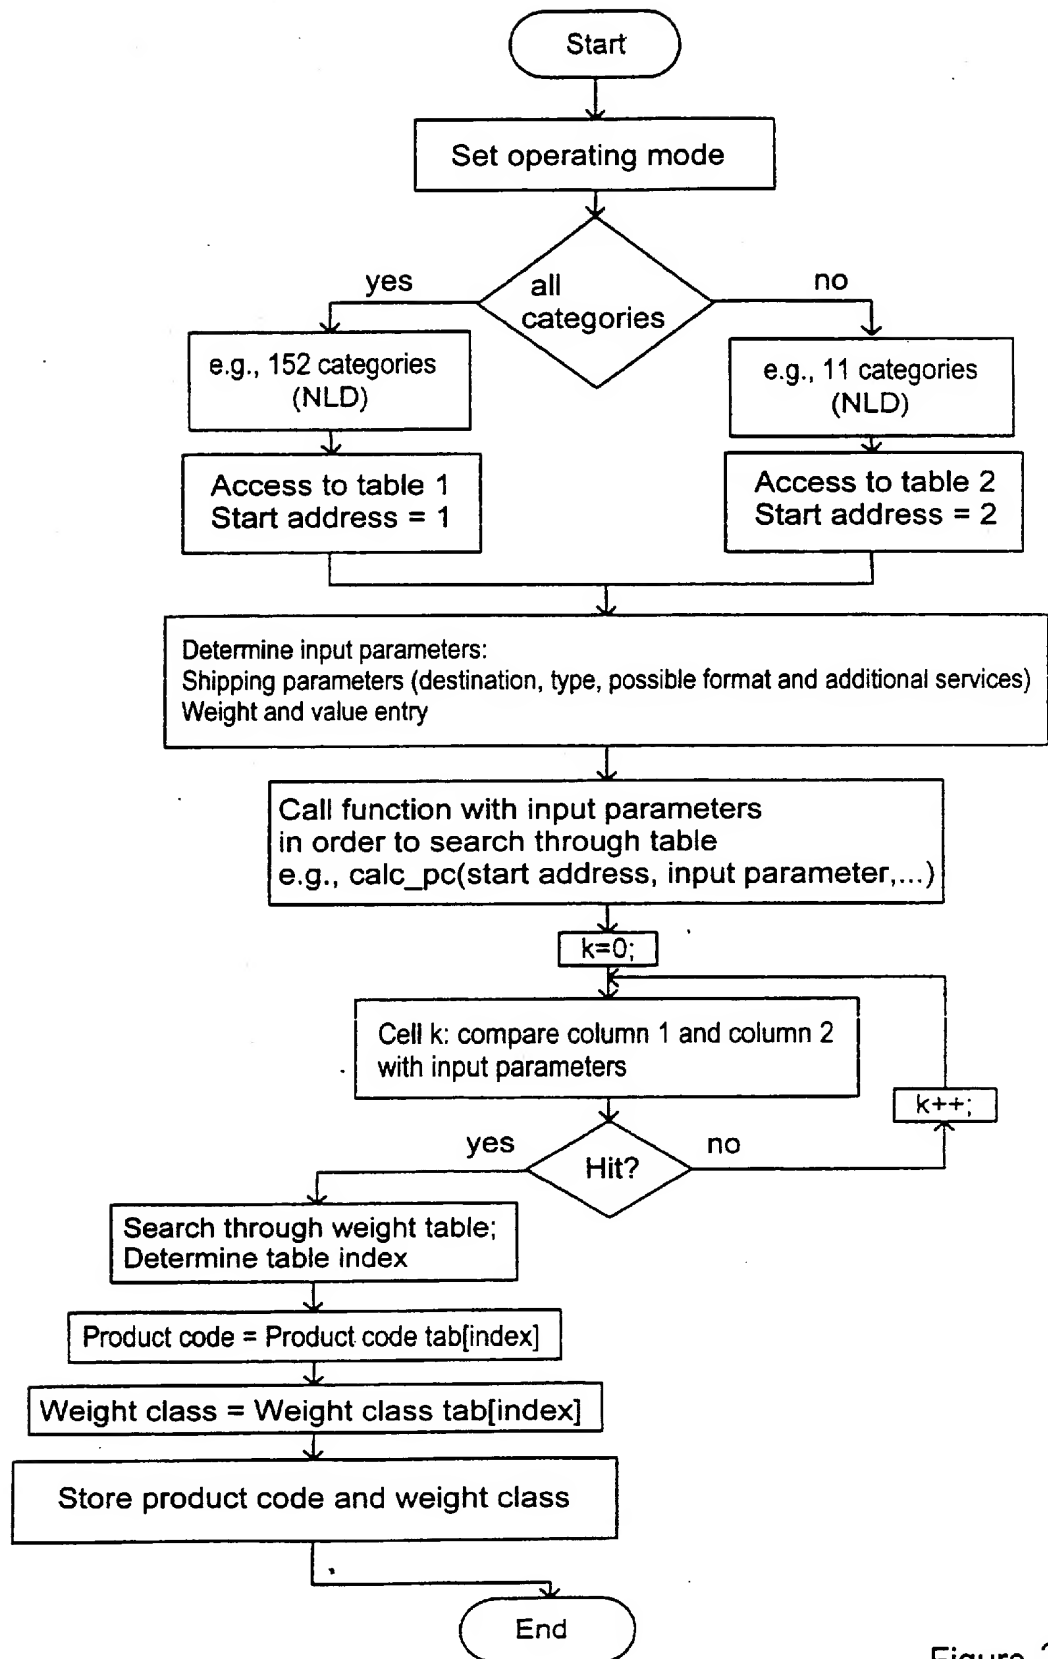 Start
Set operating mode
all
categories
yes
no
e.g., 152 categories
(NLD)
e.g., 11 categories
(NLD)
Access to table 1
Start address = 1
Access to table 2
Start address = 2
Determine input parameters:
Shipping parameters (destination, type, possible format and additional services)
Weight and value entry
Call function with input parameters
in order to search through table
e.g., calc_pc(start address, input parameter,...)
k=0;
Cell k: compare column 1 and column 2
with input parameters
k++;
yes
Hit?
no
Search through weight table;
Determine table index
Product code = Product code tab[index]
Weight class = Weight class tab[index]
Store product code and weight class
End
Figure